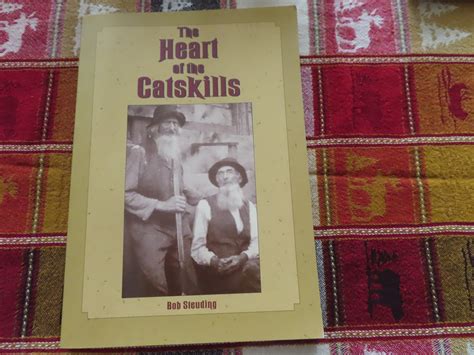 The
Heart
of the
Catskills
Bob Steuding